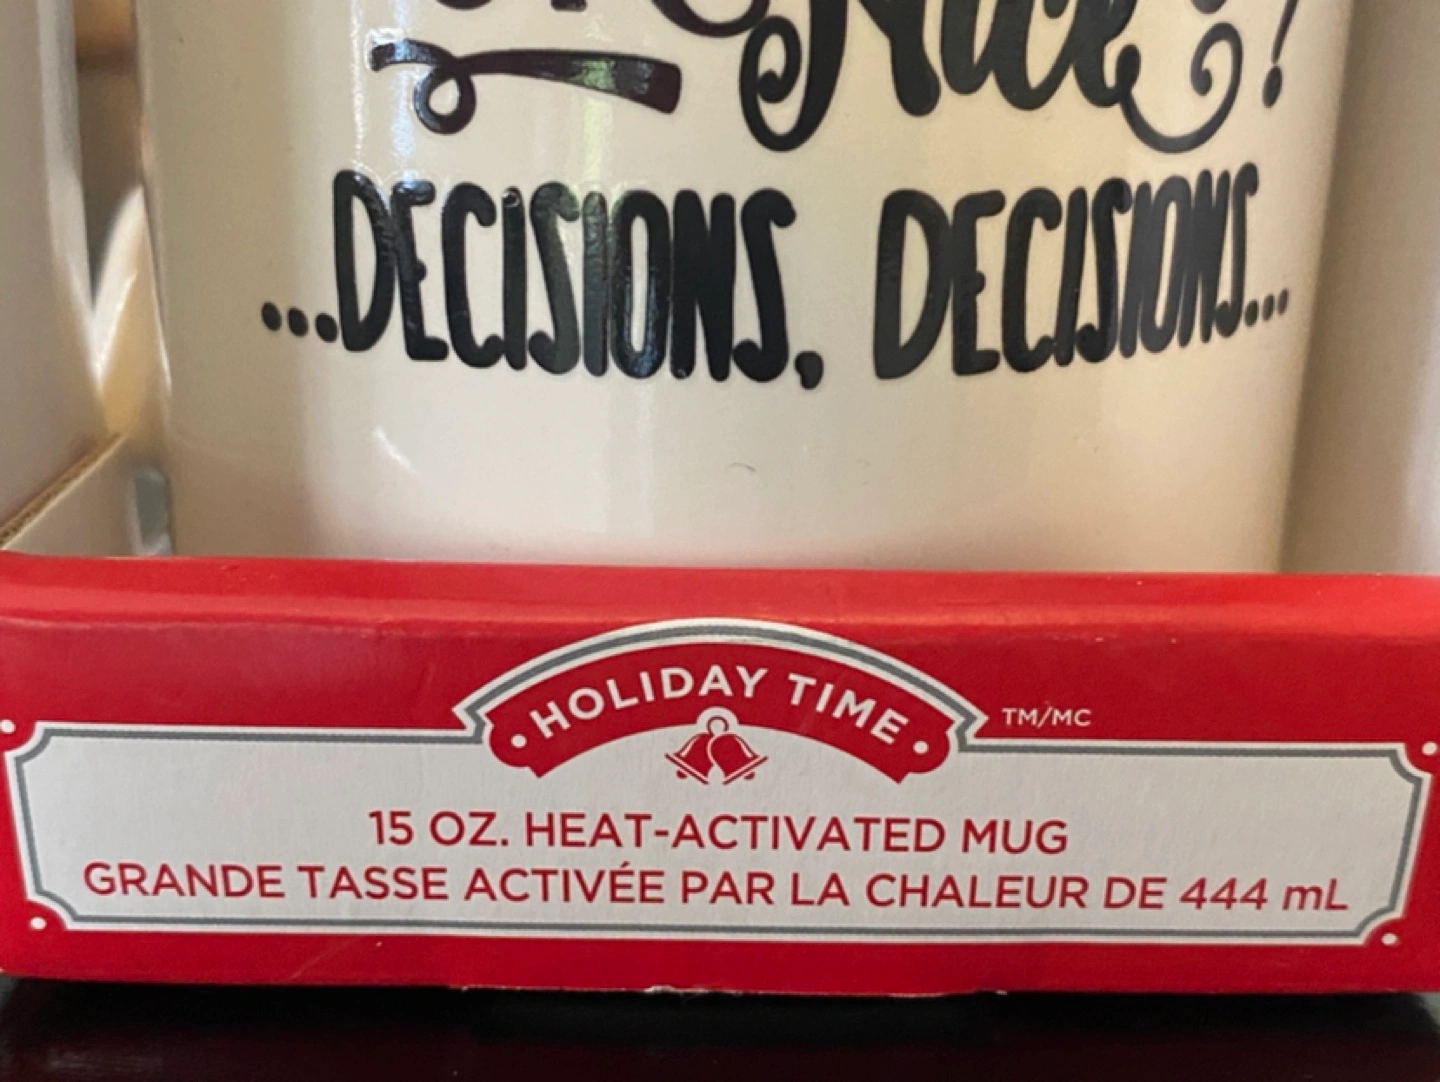 Nice?!
...DECISIONS, DECISIONS...
HOLIDAY TIME
TM/MC
15 OZ. HEAT-ACTIVATED MUG
GRANDE TASSE ACTIVÉE PAR LA CHALEUR DE 444 mL